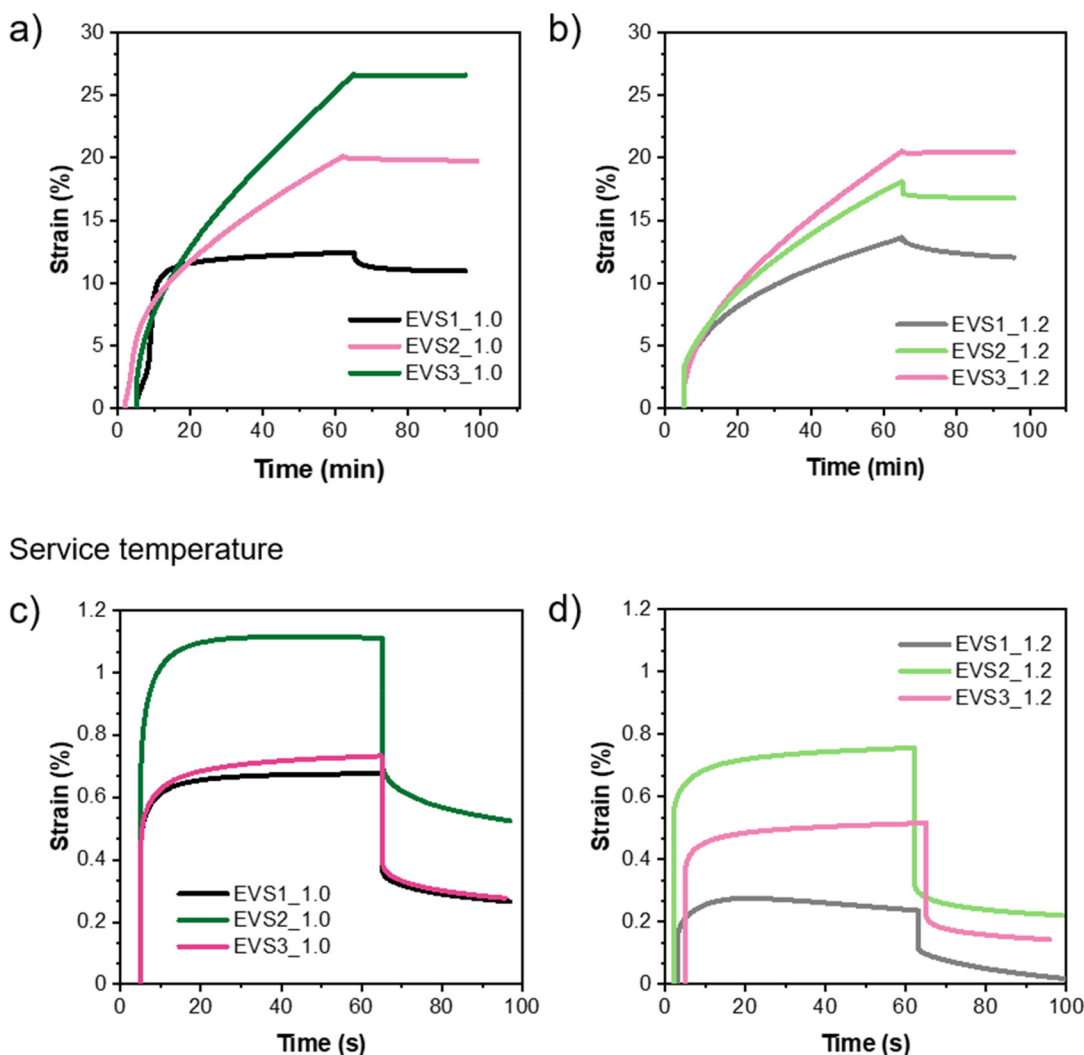 a)
30
25
20
15
10
5
0
Strain (%)
0 20 40 60 80 100
Time (min)
EVS1_1.0
EVS2_1.0
EVS3_1.0
b)
30
25
20
15
10
5
0
Strain (%)
0 20 40 60 80 100
Time (min)
EVS1_1.2
EVS2_1.2
EVS3_1.2
Service temperature
c)
1.2
1
0.8
0.6
0.4
0.2
0
Strain (%)
0 20 40 60 80 100
Time (s)
EVS1_1.0
EVS2_1.0
EVS3_1.0
d)
1.2
1
0.8
0.6
0.4
0.2
0
Strain (%)
0 20 40 60 80 100
Time (s)
EVS1_1.2
EVS2_1.2
EVS3_1.2